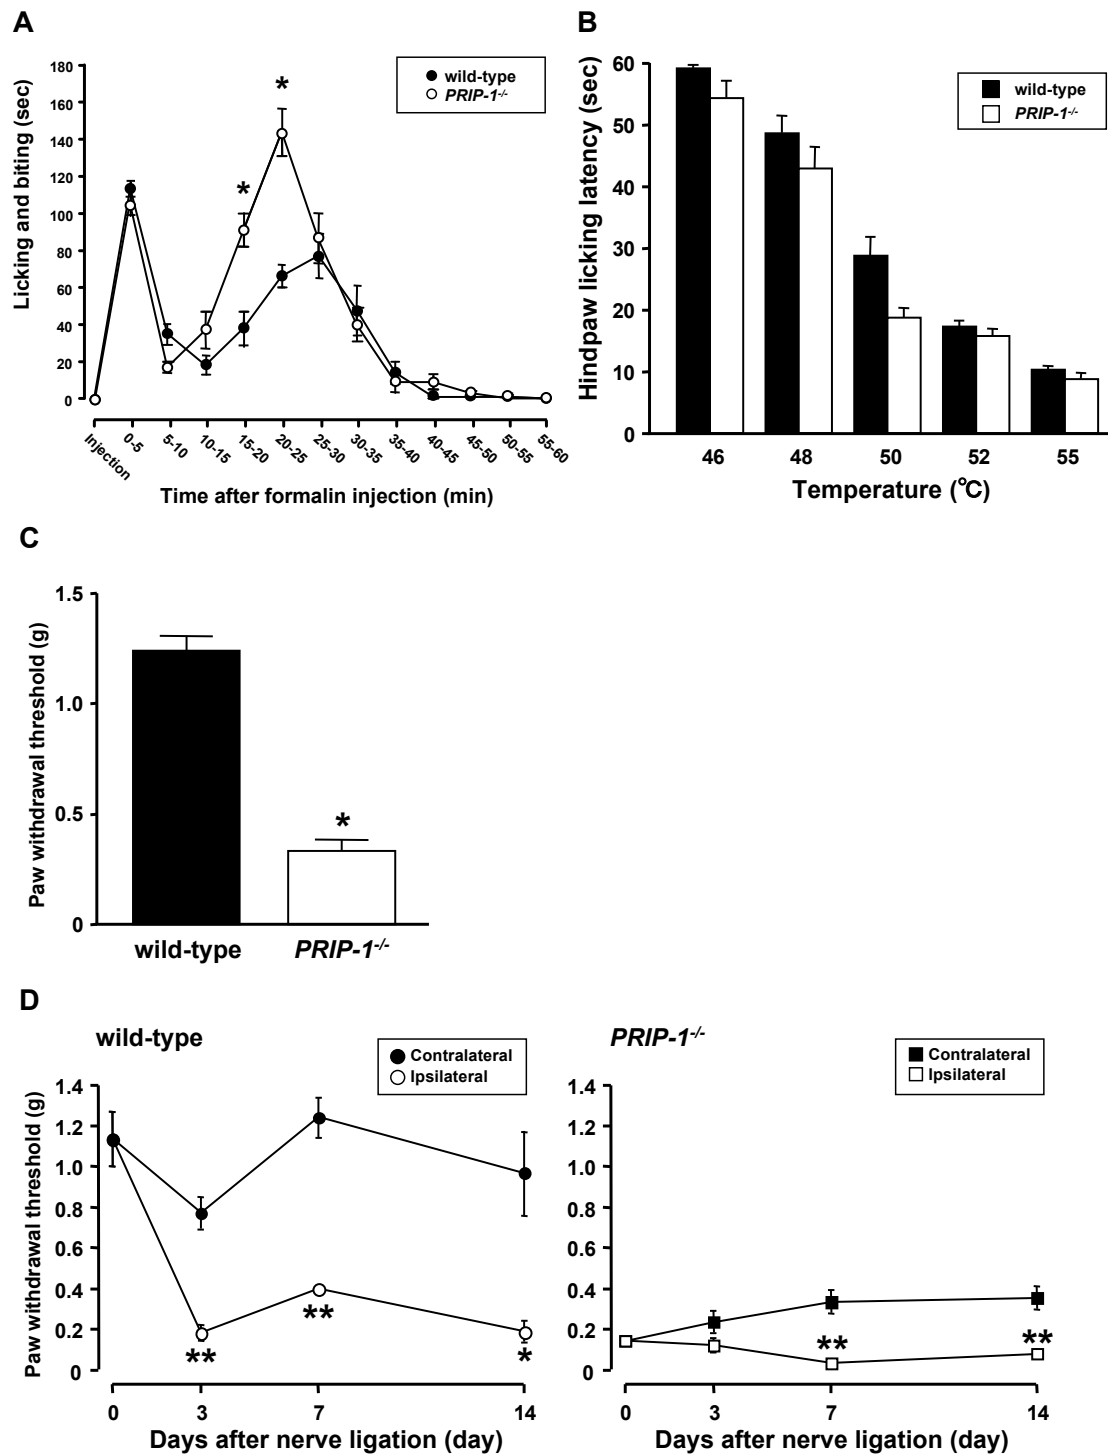 A
Licking and biting (sec)
180
160
140
120
100
80
60
40
20
0
wild-type
PRIP-1-/-
*
*
Injection
0-5
5-10
10-15
15-20
20-25
25-30
30-35
35-40
40-45
45-50
50-55
55-60
Time after formalin injection (min)
B
Hindpaw licking latency (sec)
60
50
40
30
20
10
0
wild-type
PRIP-1-/-
46 48 50 52 55
Temperature (℃)
C
Paw withdrawal threshold (g)
1.5
1.0
0.5
0
*
wild-type PRIP-1-/-
D
wild-type
Contralateral
Ipsilateral
Paw withdrawal threshold (g)
1.4
1.2
1.0
0.8
0.6
0.4
0.2
0
**
**
*
0 3 7 14
Days after nerve ligation (day)
PRIP-1-/-
Contralateral
Ipsilateral
1.4
1.2
1.0
0.8
0.6
0.4
0.2
0
**
**
0 3 7 14
Days after nerve ligation (day)